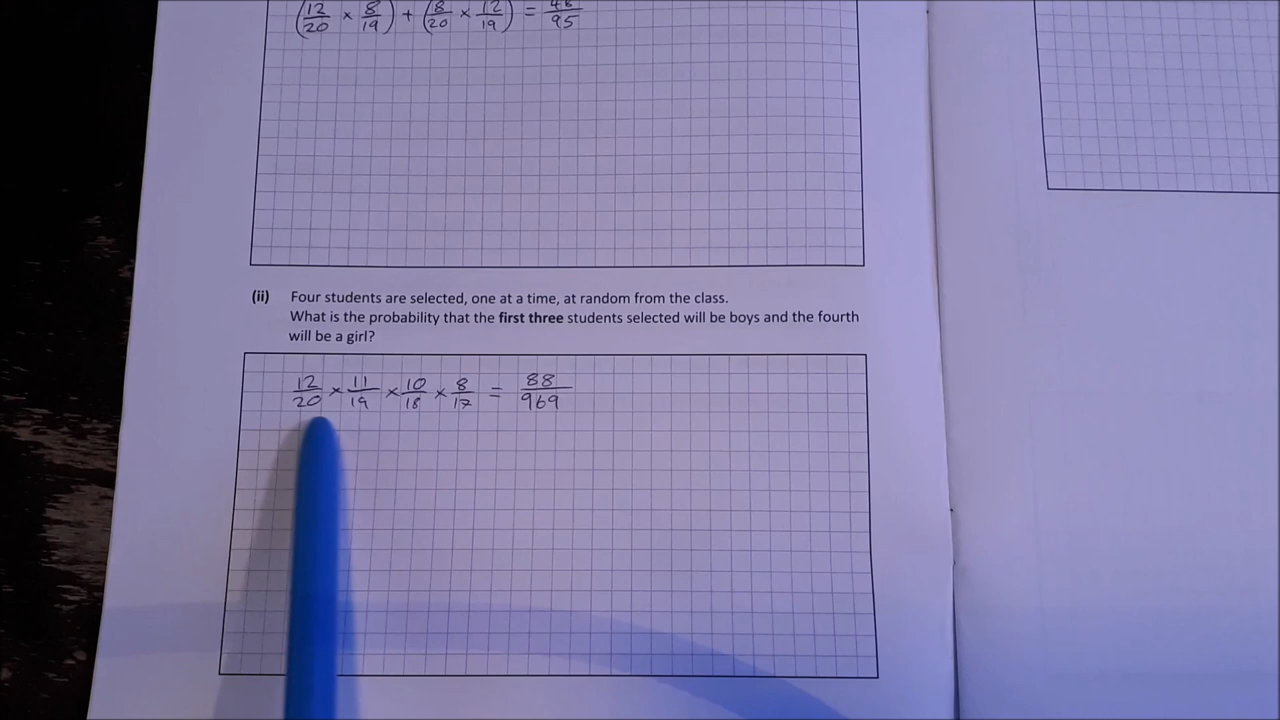 (12/20 × 8/19) + (8/20 × 12/19) = 48/95
(ii) Four students are selected, one at a time, at random from the class.
What is the probability that the first three students selected will be boys and the fourth
will be a girl?
12/20 × 11/19 × 10/18 × 8/17 = 88/969